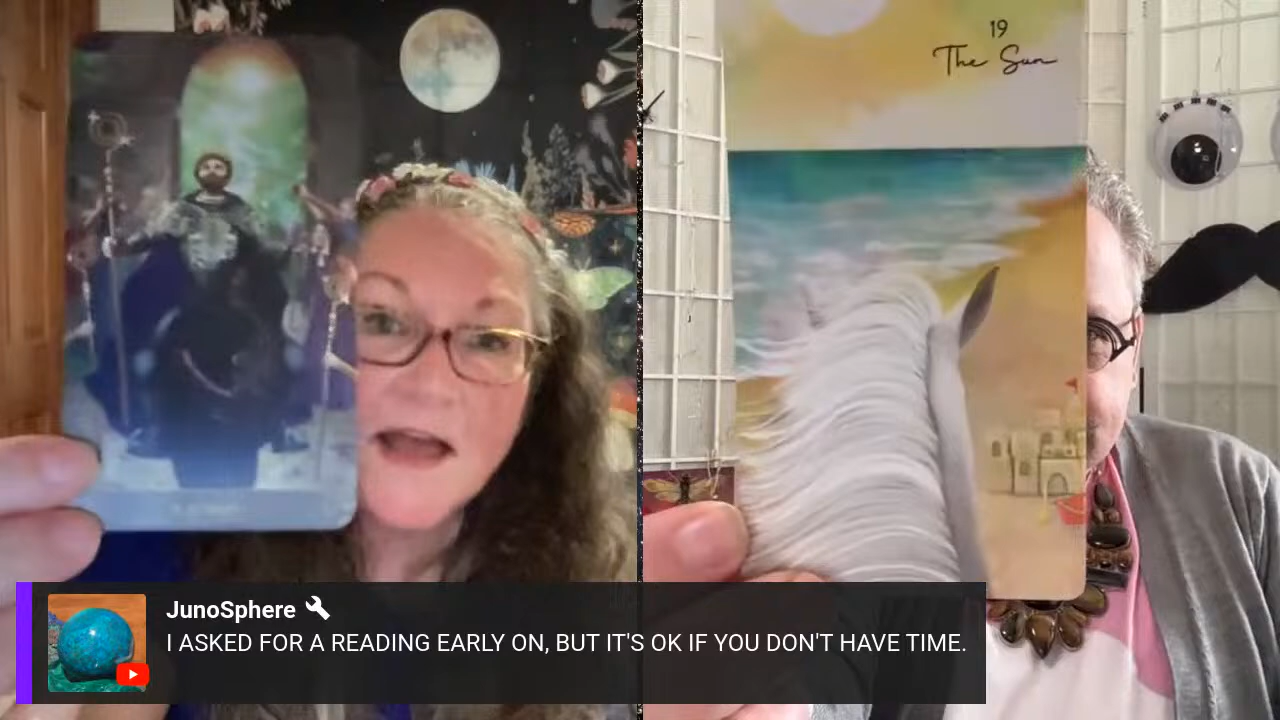 19
The Sun
JunoSphere
I ASKED FOR A READING EARLY ON, BUT IT'S OK IF YOU DON'T HAVE TIME.